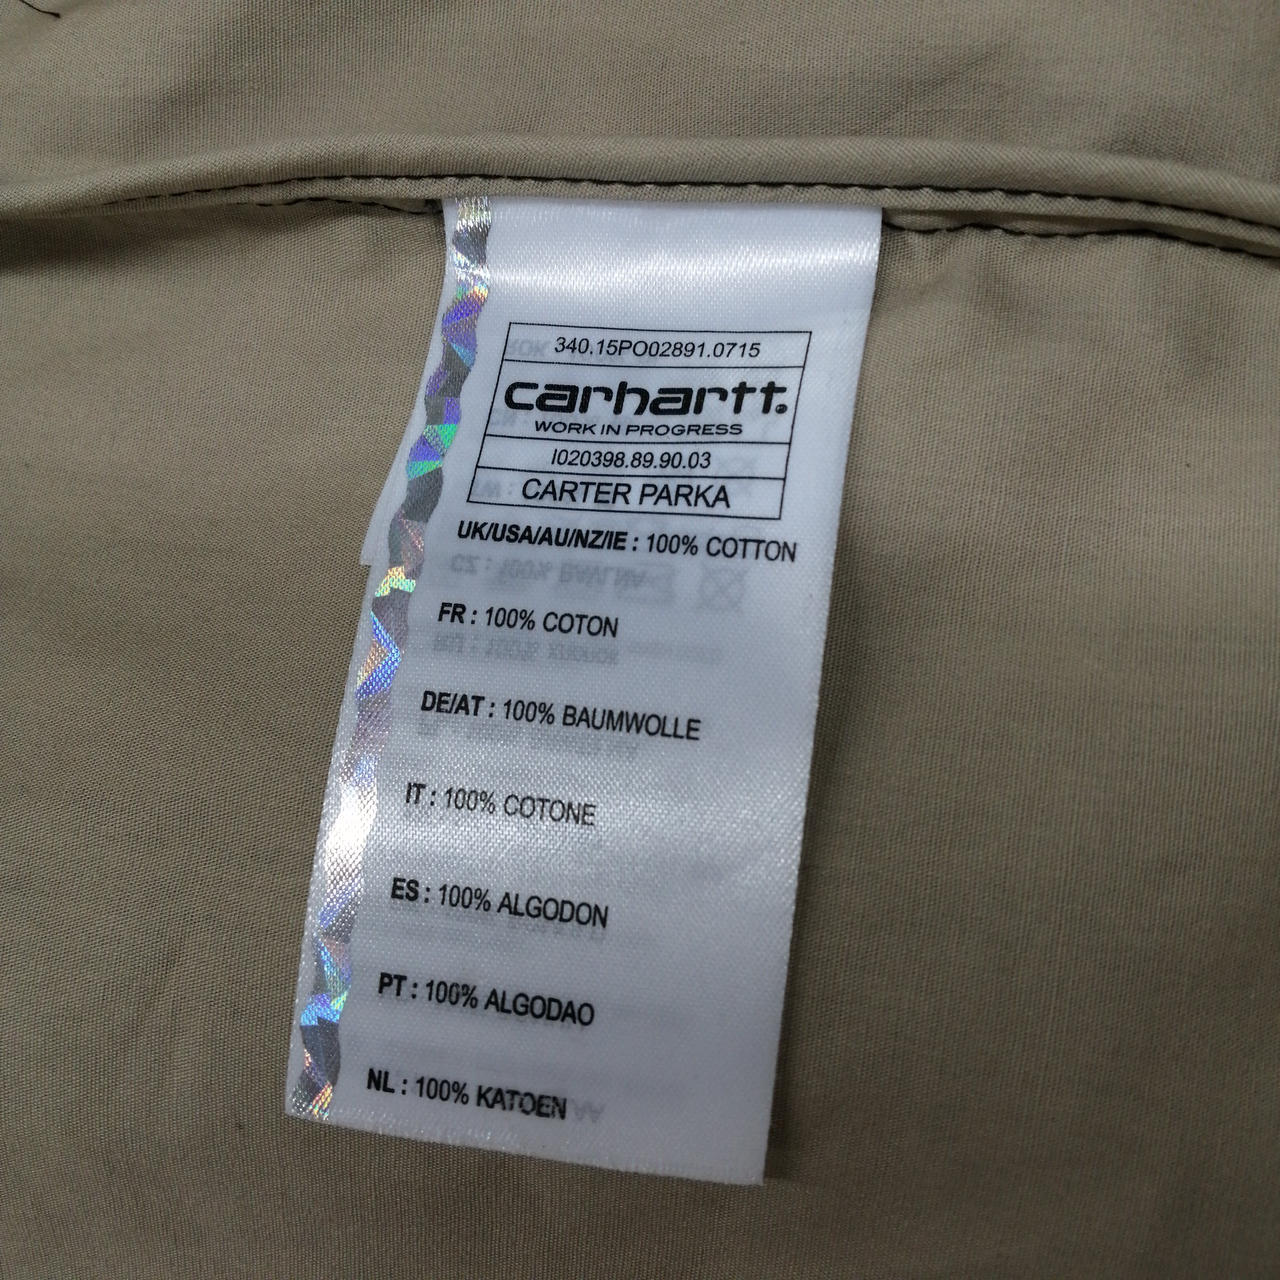 340.15PO02891.0715
carhartt.
WORK IN PROGRESS
I020398.89.90.03
CARTER PARKA
UK/USA/AU/NZ/IE : 100% COTTON
FR : 100% COTON
DE/AT : 100% BAUMWOLLE
IT : 100% COTONE
ES : 100% ALGODON
PT : 100% ALGODAO
NL : 100% KATOEN